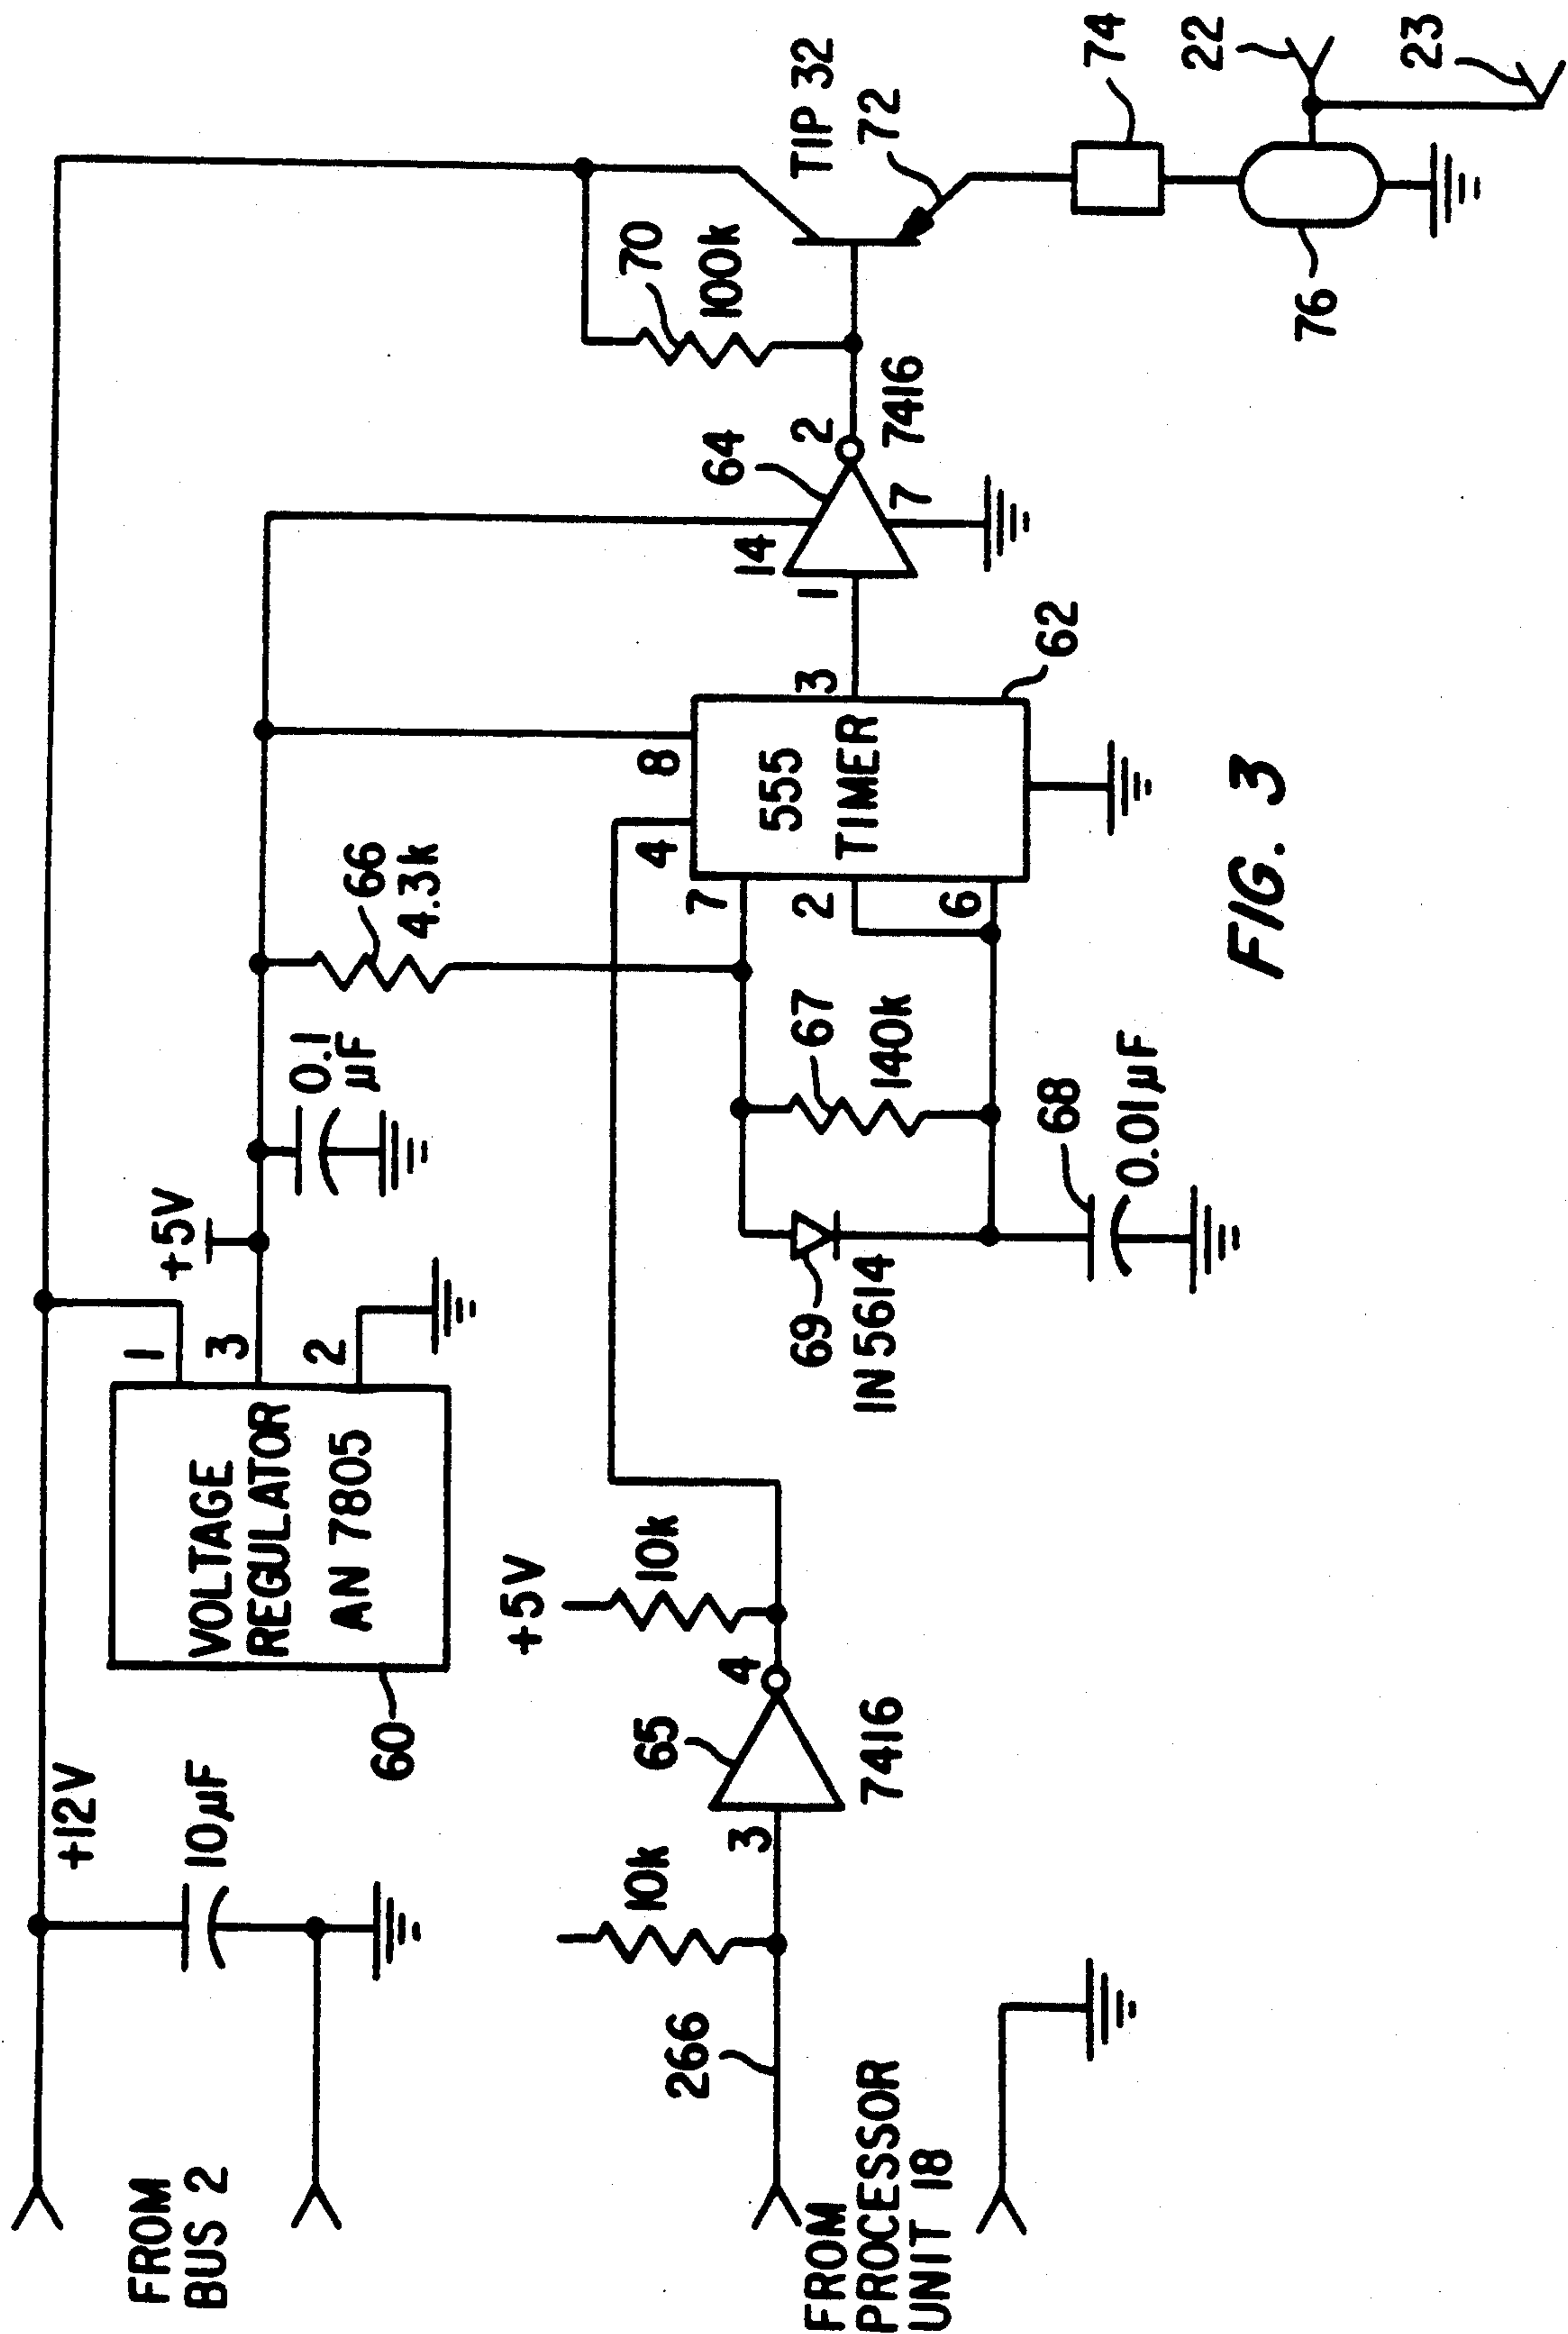 FROM
BUS 2
+12V
10µF
60
VOLTAGE
REGULATOR
AN 7805
1
3
2
+5V
0.1
µF
66
4.3k
FROM
PROCESSOR
UNIT 18
266
10k
3
65
7416
4
+5V
10k
69
IN5614
67
140k
68
0.01µF
7
2
6
4
8
555
TIMER
3
62
1
14
64
7
2
7416
70
100k
TIP 32
72
74
76
22
23
FIG. 3